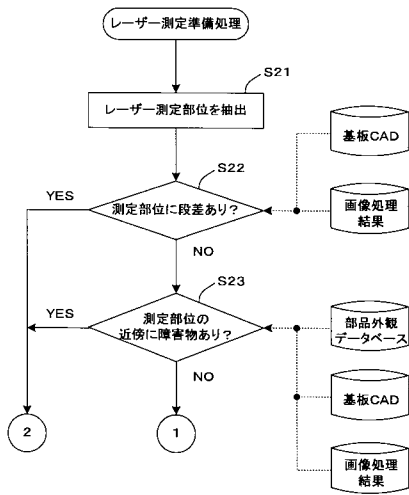 レーザー測定準備処理
S21
レーザー測定部位を抽出
S22
基板CAD
YES
測定部位に段差あり?
画像処理
結果
NO
S23
YES
測定部位の
近傍に障害物あり?
部品外観
データベース
NO
基板CAD
2
1
画像処理
結果